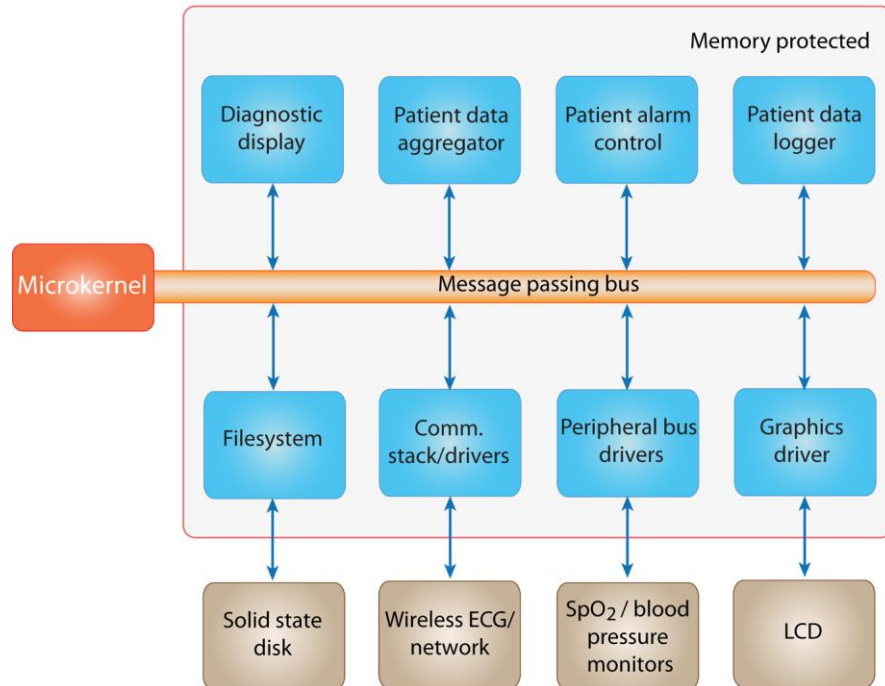 Memory protected
Diagnostic
display
Patient data
aggregator
Patient alarm
control
Patient data
logger
Microkernel
Message passing bus
Filesystem
Comm.
stack/drivers
Peripheral bus
drivers
Graphics
driver
Solid state
disk
Wireless ECG/
network
SpO₂ / blood
pressure
monitors
LCD